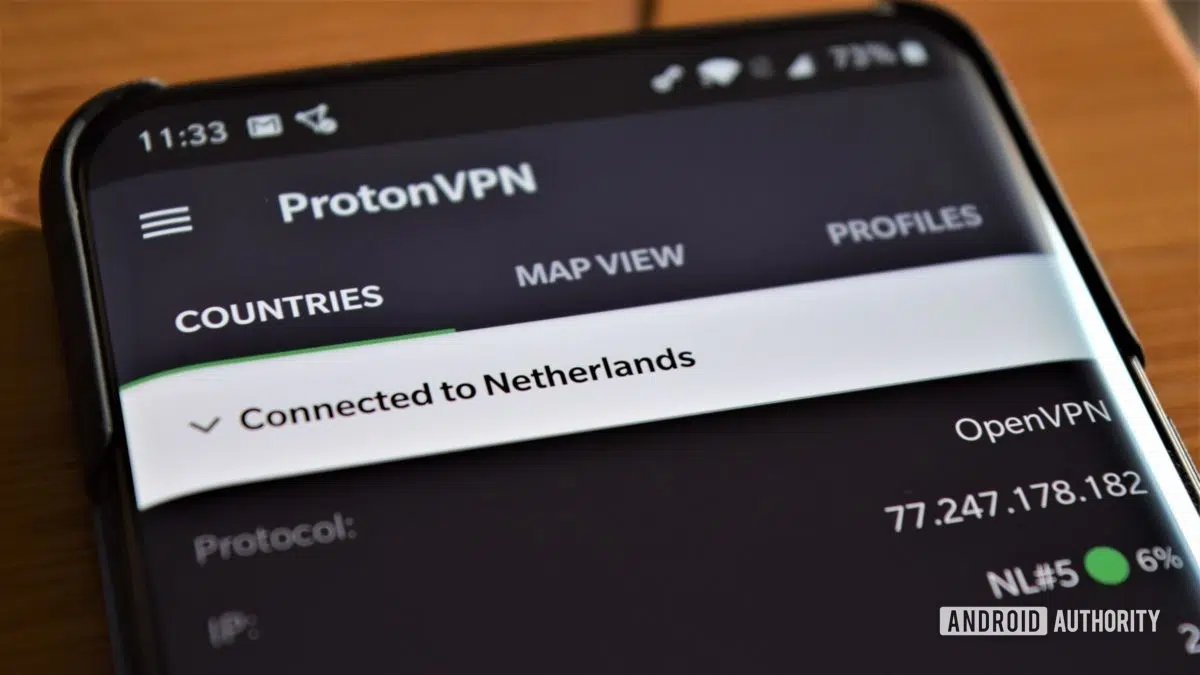 11:33 73%
ProtonVPN
COUNTRIES MAP VIEW PROFILES
Connected to Netherlands
Protocol: OpenVPN
IP: 77.247.178.182
NL#5 6%
ANDROID AUTHORITY